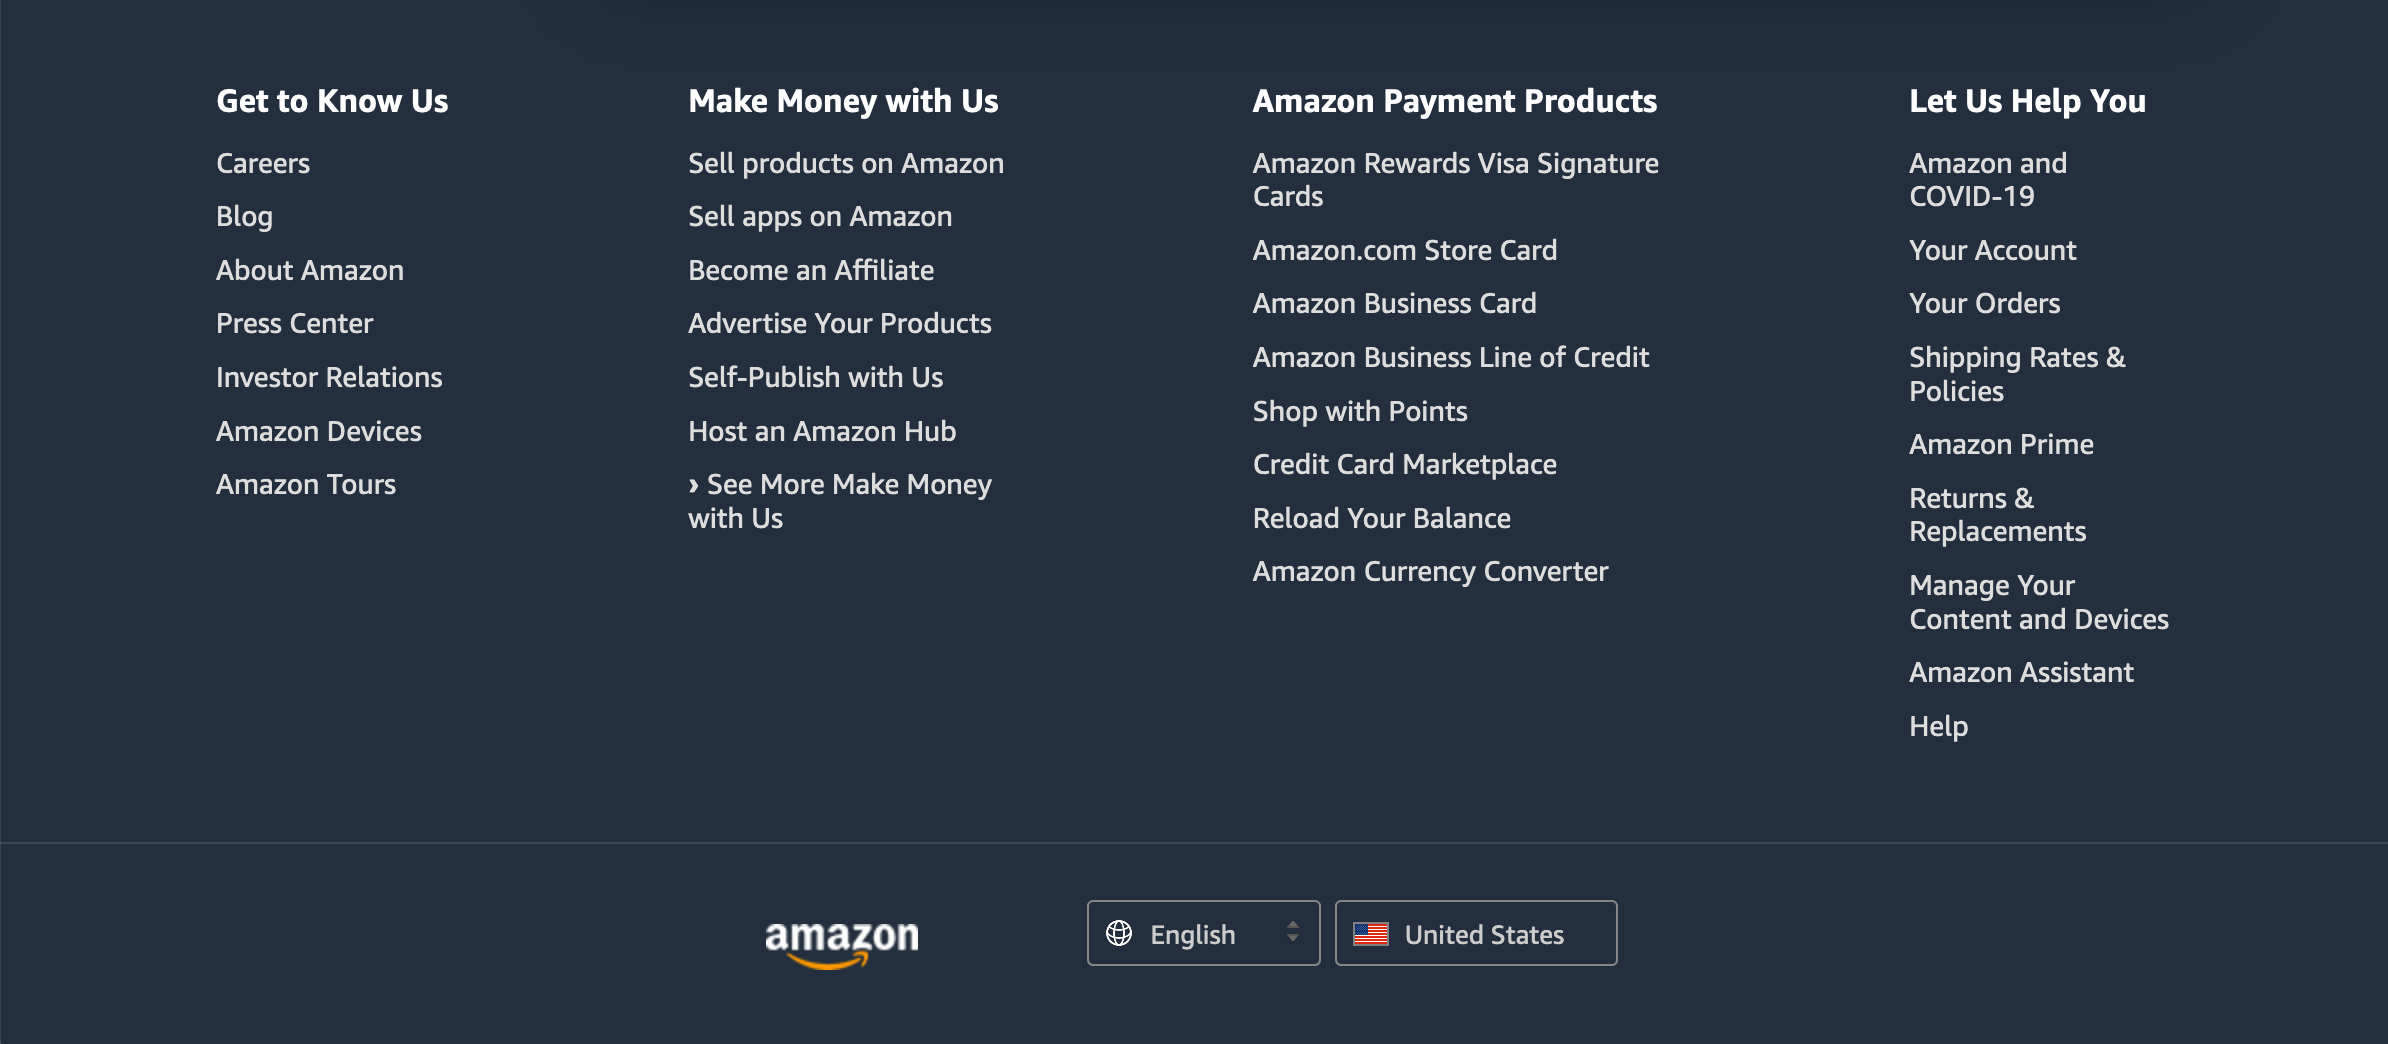 Get to Know Us
Careers
Blog
About Amazon
Press Center
Investor Relations
Amazon Devices
Amazon Tours
Make Money with Us
Sell products on Amazon
Sell apps on Amazon
Become an Affiliate
Advertise Your Products
Self-Publish with Us
Host an Amazon Hub
› See More Make Money
with Us
Amazon Payment Products
Amazon Rewards Visa Signature
Cards
Amazon.com Store Card
Amazon Business Card
Amazon Business Line of Credit
Shop with Points
Credit Card Marketplace
Reload Your Balance
Amazon Currency Converter
Let Us Help You
Amazon and
COVID-19
Your Account
Your Orders
Shipping Rates &
Policies
Amazon Prime
Returns &
Replacements
Manage Your
Content and Devices
Amazon Assistant
Help
amazon
English
United States